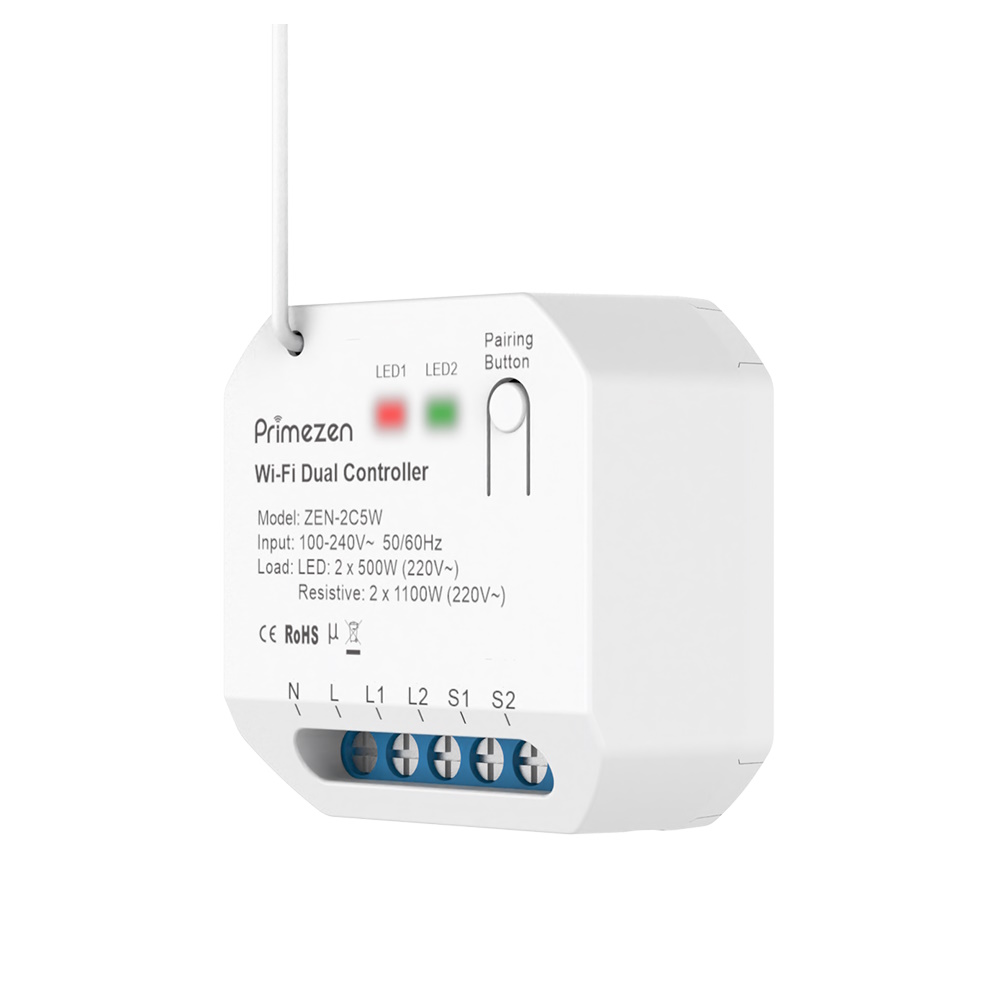 Pairing
Button
LED1 LED2
Primezen
Wi-Fi Dual Controller
Model: ZEN-2C5W
Input: 100-240V~ 50/60Hz
Load: LED: 2 x 500W (220V~)
Resistive: 2 x 1100W (220V~)
CE RoHS μ
N L L1 L2 S1 S2